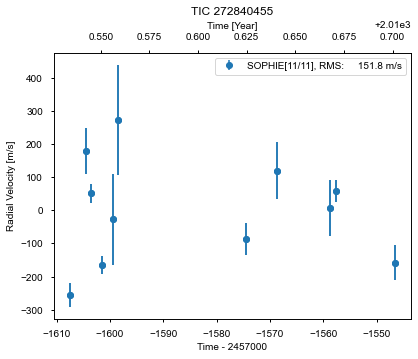 TIC 272840455
Time [Year]
+2.01e3
0.550 0.575 0.600 0.625 0.650 0.675 0.700
SOPHIE[11/11], RMS: 151.8 m/s
400
300
200
100
0
−100
−200
−300
Radial Velocity [m/s]
−1610 −1600 −1590 −1580 −1570 −1560 −1550
Time - 2457000